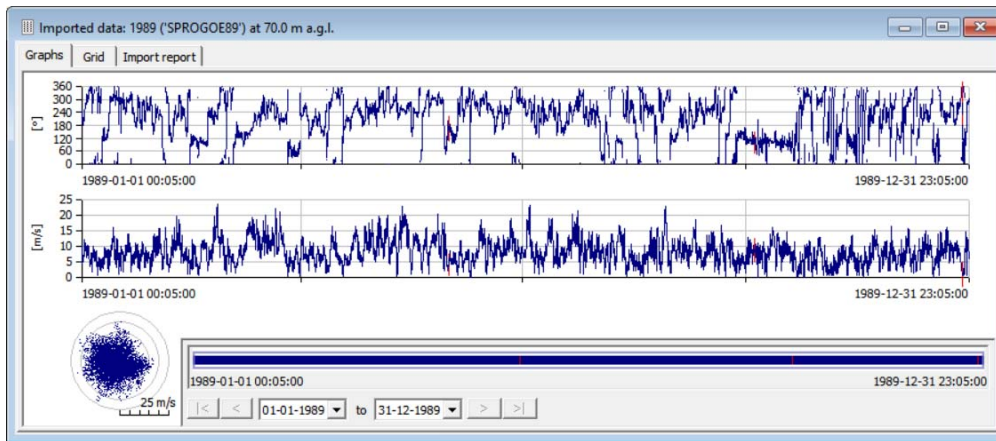 Imported data: 1989 ('SPROGOE89') at 70.0 m a.g.l.
Graphs Grid Import report
360
300
240
180
120
60
0
[°]
1989-01-01 00:05:00 1989-12-31 23:05:00
25
20
15
10
5
0
[m/s]
1989-01-01 00:05:00 1989-12-31 23:05:00
25 m/s
1989-01-01 00:05:00 1989-12-31 23:05:00
|< < 01-01-1989 to 31-12-1989 > >|